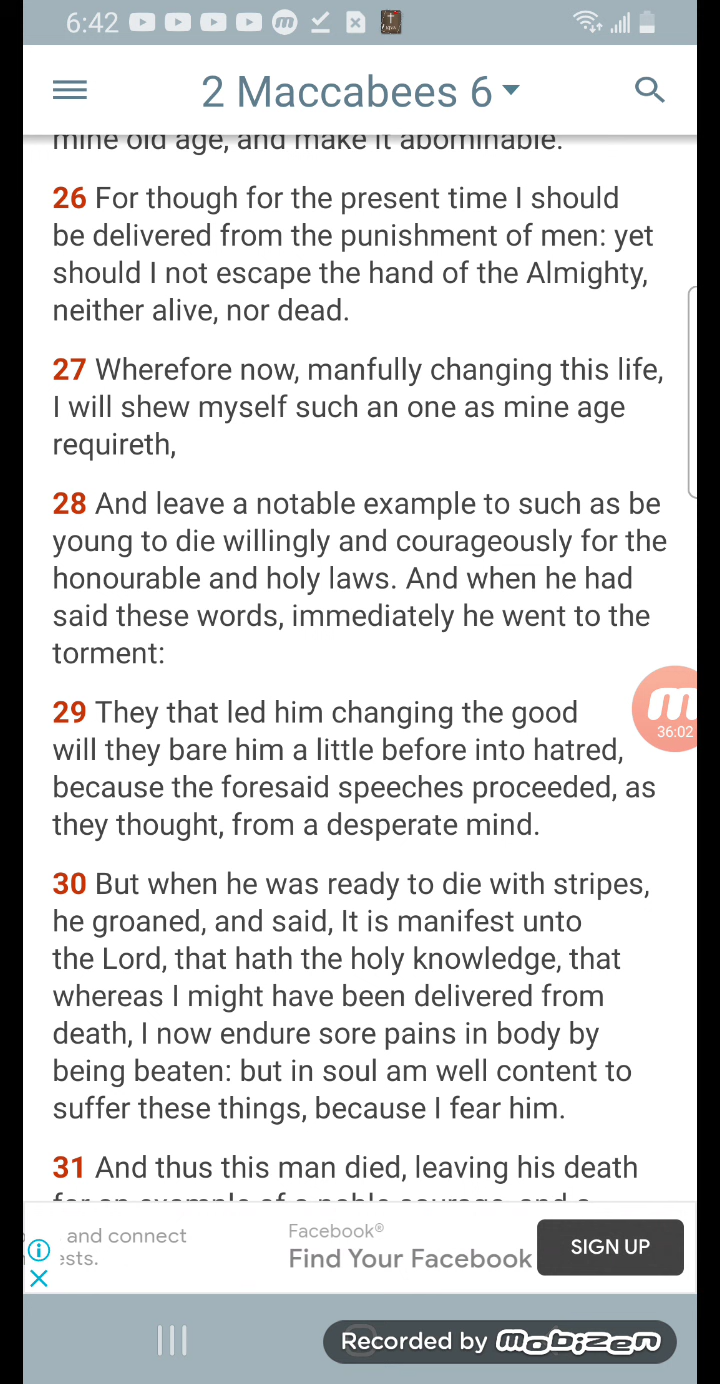 6:42
2 Maccabees 6
mine old age, and make it abominable.
26 For though for the present time I should
be delivered from the punishment of men: yet
should I not escape the hand of the Almighty,
neither alive, nor dead.
27 Wherefore now, manfully changing this life,
I will shew myself such an one as mine age
requireth,
28 And leave a notable example to such as be
young to die willingly and courageously for the
honourable and holy laws. And when he had
said these words, immediately he went to the
torment:
29 They that led him changing the good
will they bare him a little before into hatred,
because the foresaid speeches proceeded, as
they thought, from a desperate mind.
36:02
30 But when he was ready to die with stripes,
he groaned, and said, It is manifest unto
the Lord, that hath the holy knowledge, that
whereas I might have been delivered from
death, I now endure sore pains in body by
being beaten: but in soul am well content to
suffer these things, because I fear him.
31 And thus this man died, leaving his death
for an example of a noble courage, and a
and connect
ests.
Facebook®
Find Your Facebook
SIGN UP
Recorded by Mobizen